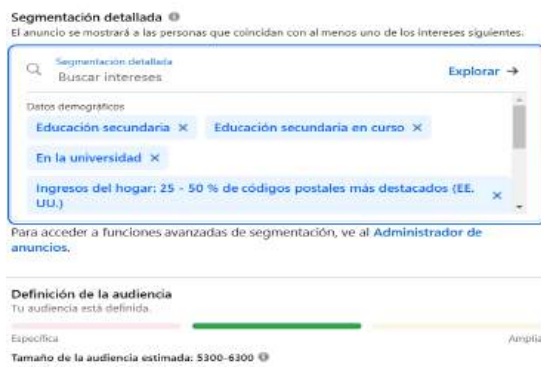 Segmentación detallada
El anuncio se mostrará a las personas que coincidan con al menos uno de los intereses siguientes.
Segmentación detallada
Buscar intereses
Explorar →
Datos demográficos
Educación secundaria × Educación secundaria en curso ×
En la universidad ×
Ingresos del hogar: 25 - 50 % de códigos postales más destacados (EE.
UU.) ×
Para acceder a funciones avanzadas de segmentación, ve al Administrador de
anuncios.
Definición de la audiencia
Tu audiencia está definida.
Específica Amplia
Tamaño de la audiencia estimada: 5300-6300